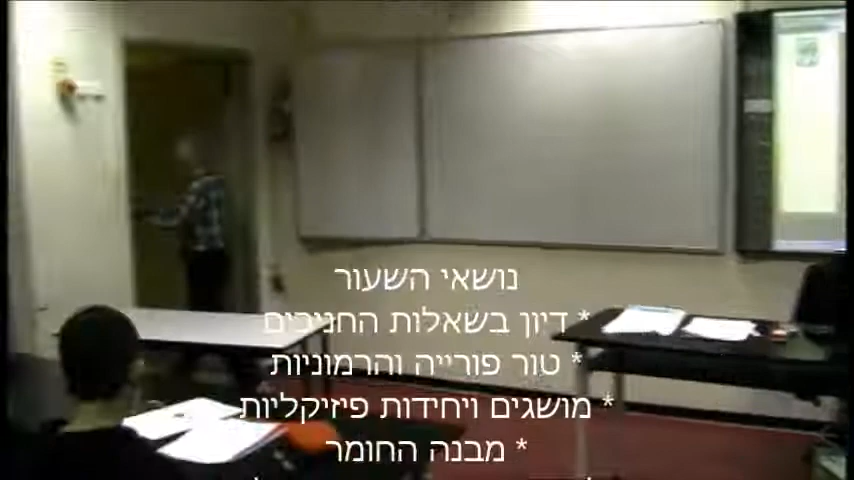 נושאי השעור
* דיון בשאלות החניכים
* טור פורייה והרמוניות
* מושגים ויחידות פיזיקליות
* מבנה החומר